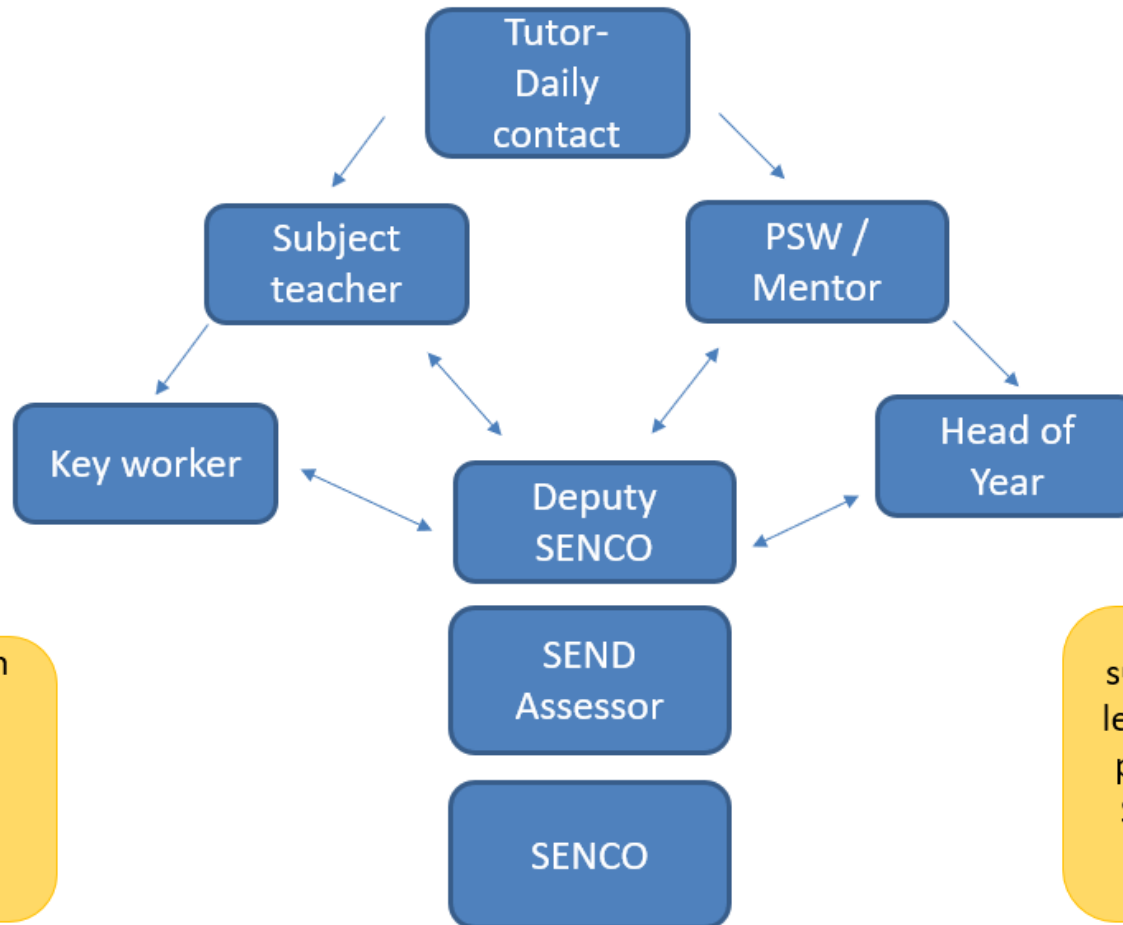 Tutor-
Daily
contact
Subject
teacher
PSW /
Mentor
Key worker
Head of
Year
Deputy
SENCO
SEND
Assessor
SENCO